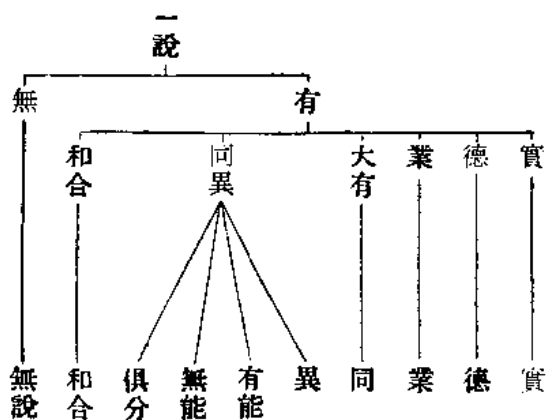 一說
有
無
實
德
業
大有
同異
和合
實
德
業
同
異
有能
無能
俱分
和合
無說